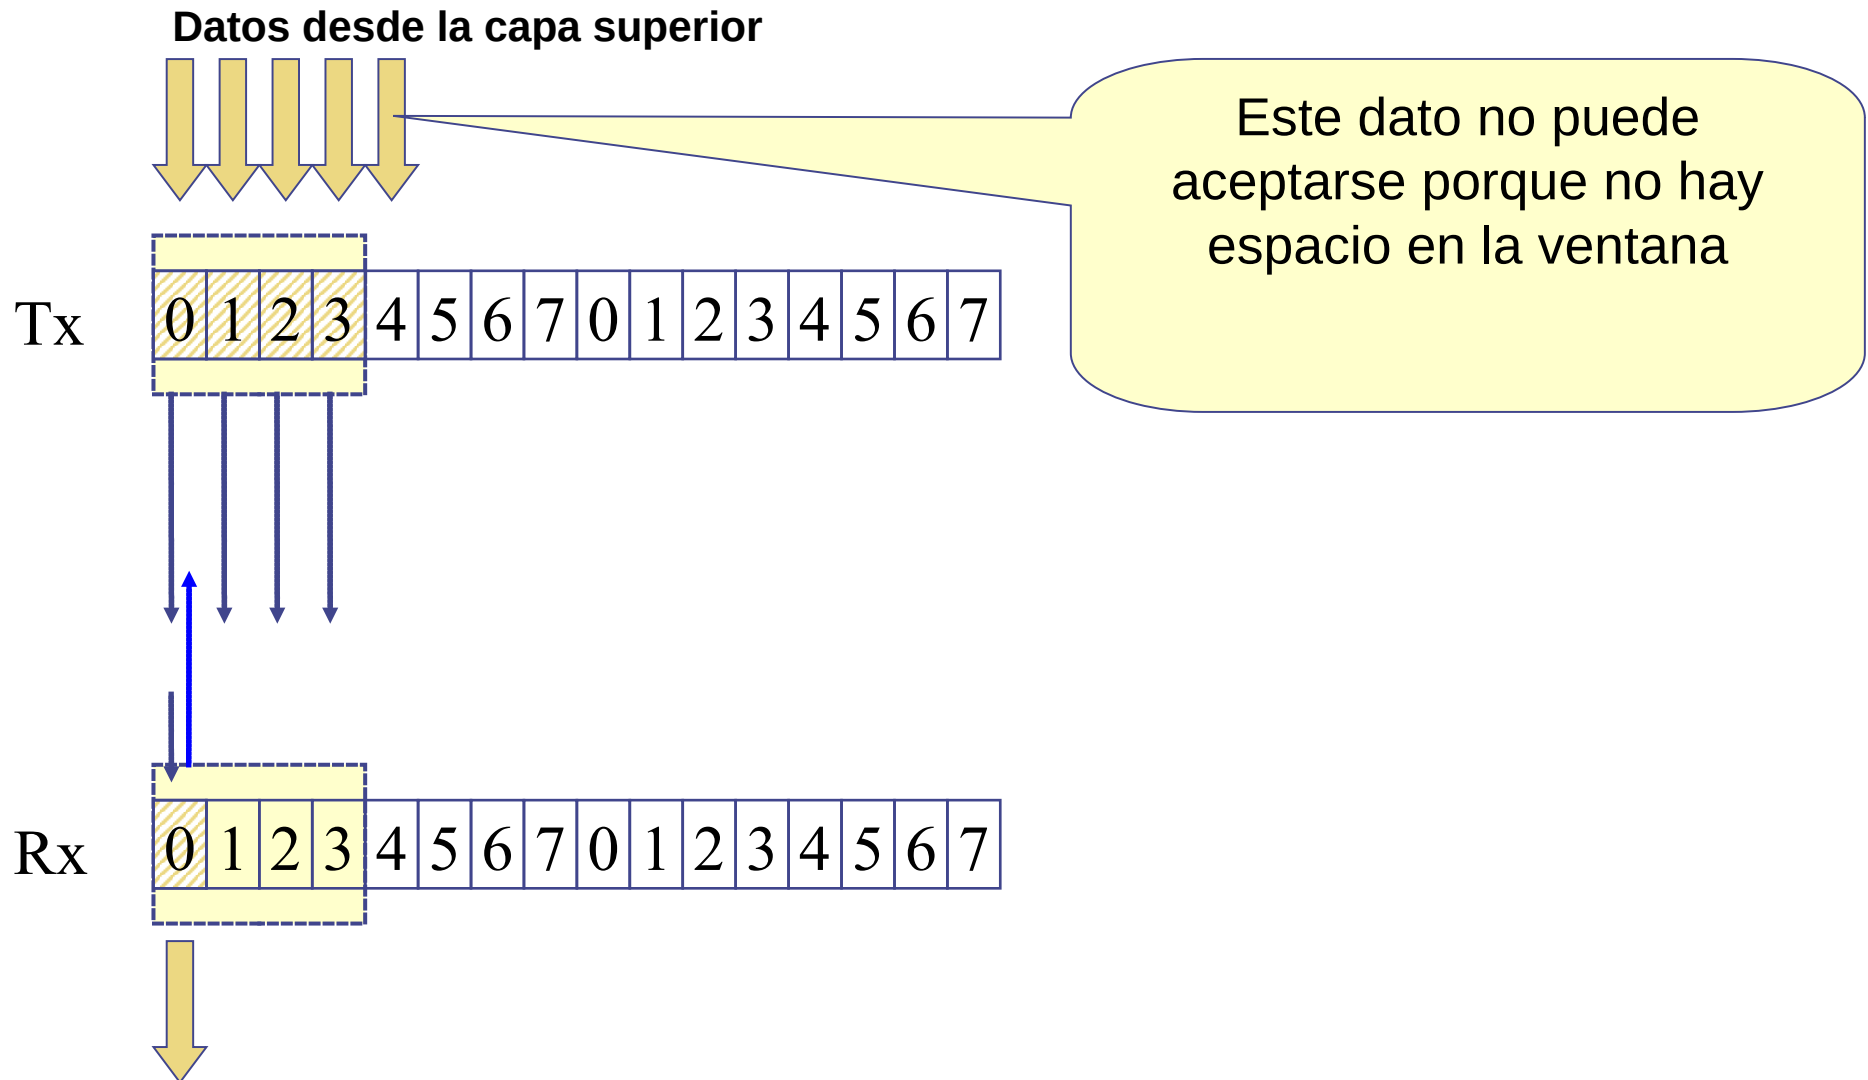 Datos desde la capa superior
Este dato no puede
aceptarse porque no hay
espacio en la ventana
Tx 0 1 2 3 4 5 6 7 0 1 2 3 4 5 6 7
Rx 0 1 2 3 4 5 6 7 0 1 2 3 4 5 6 7